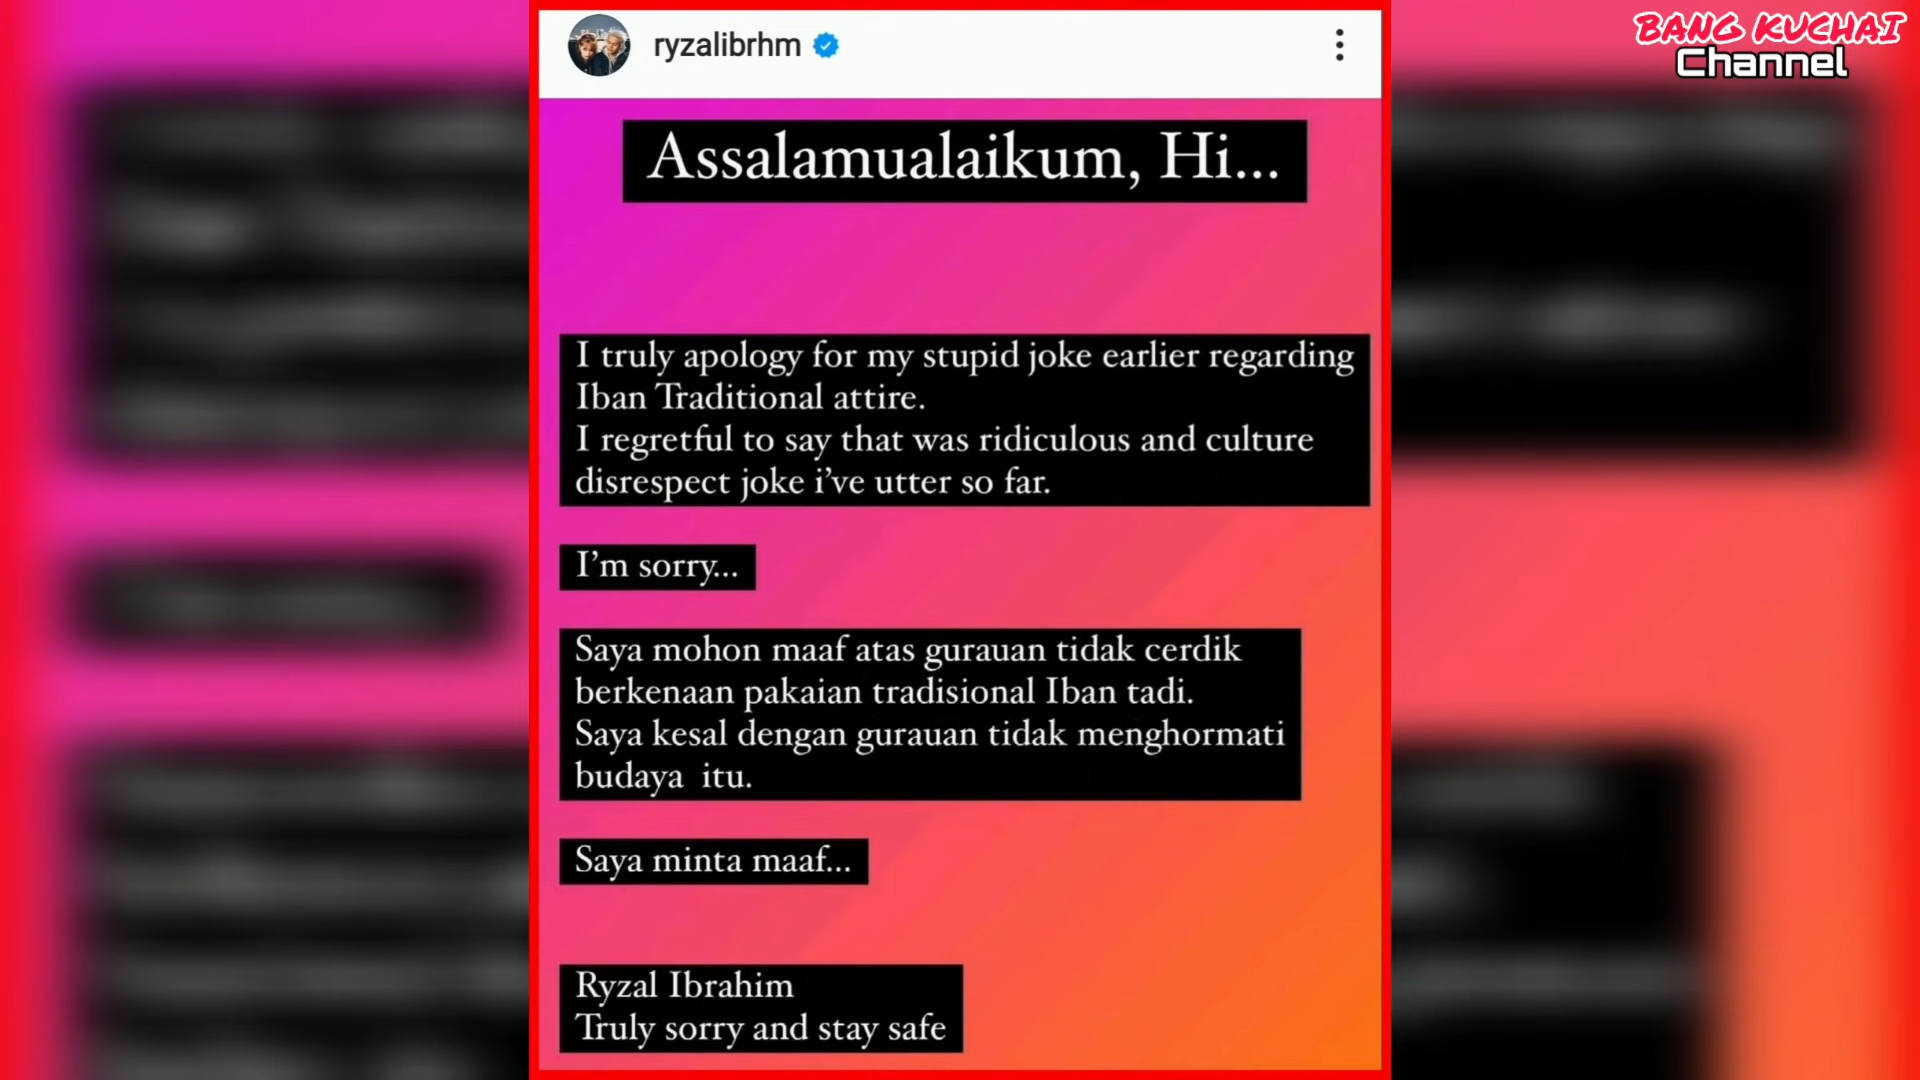 BANG KUCHAI
Channel
ryzalibrhm
Assalamualaikum, Hi...
I truly apology for my stupid joke earlier regarding
Iban Traditional attire.
I regretful to say that was ridiculous and culture
disrespect joke i've utter so far.
I'm sorry...
Saya mohon maaf atas gurauan tidak cerdik
berkenaan pakaian tradisional Iban tadi.
Saya kesal dengan gurauan tidak menghormati
budaya  itu.
Saya minta maaf...
Ryzal Ibrahim
Truly sorry and stay safe